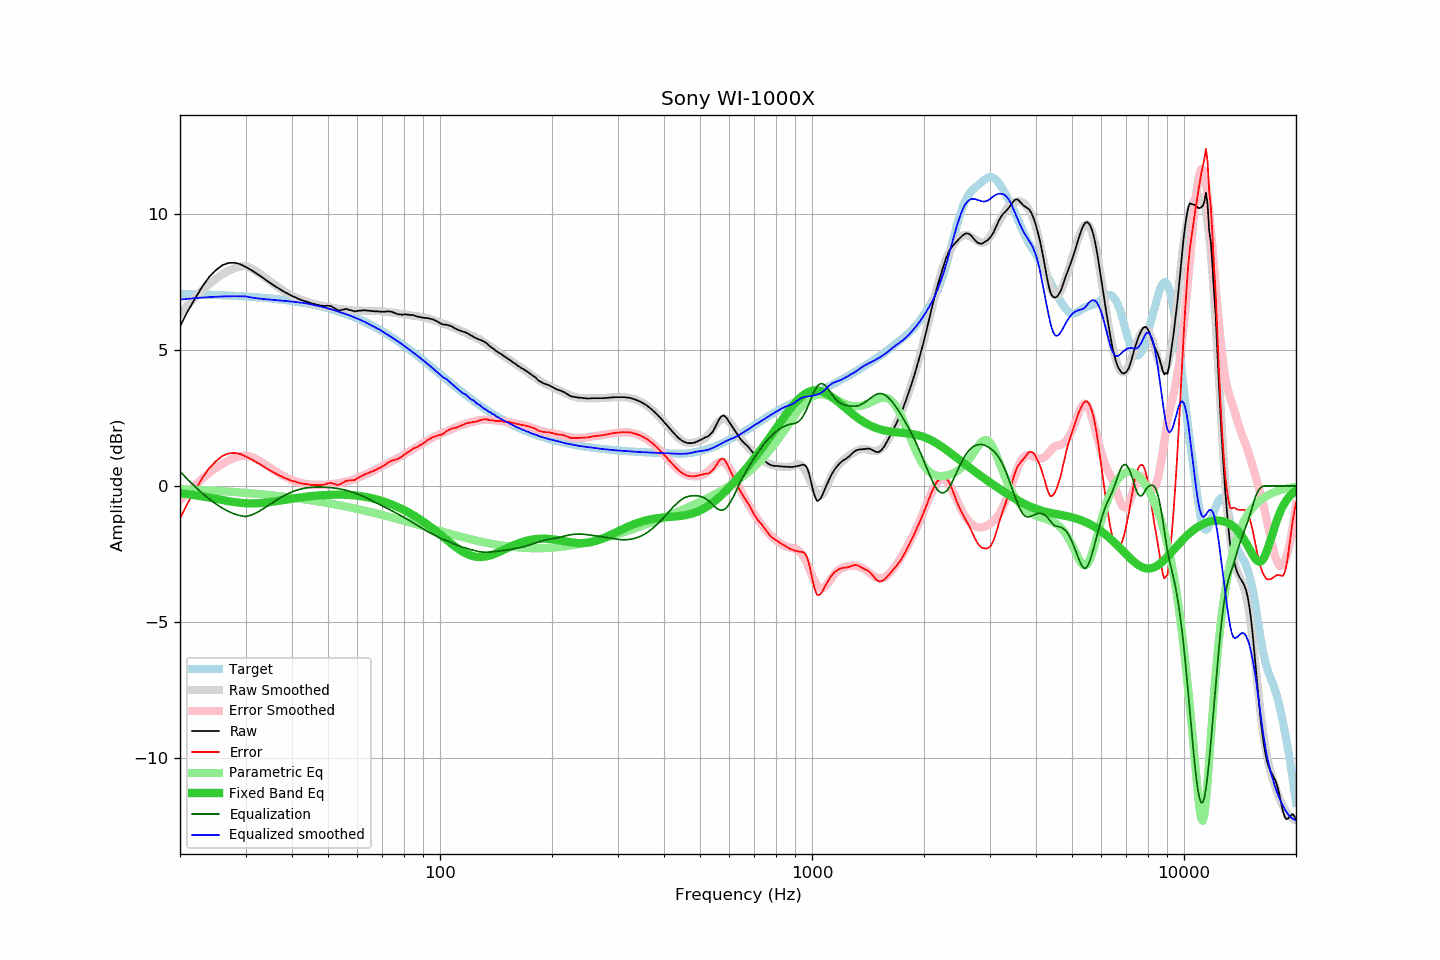 Sony WI-1000X
Amplitude (dBr)
10
5
0
−5
−10
Target
Raw Smoothed
Error Smoothed
Raw
Error
Parametric Eq
Fixed Band Eq
Equalization
Equalized smoothed
100
1000
10000
Frequency (Hz)